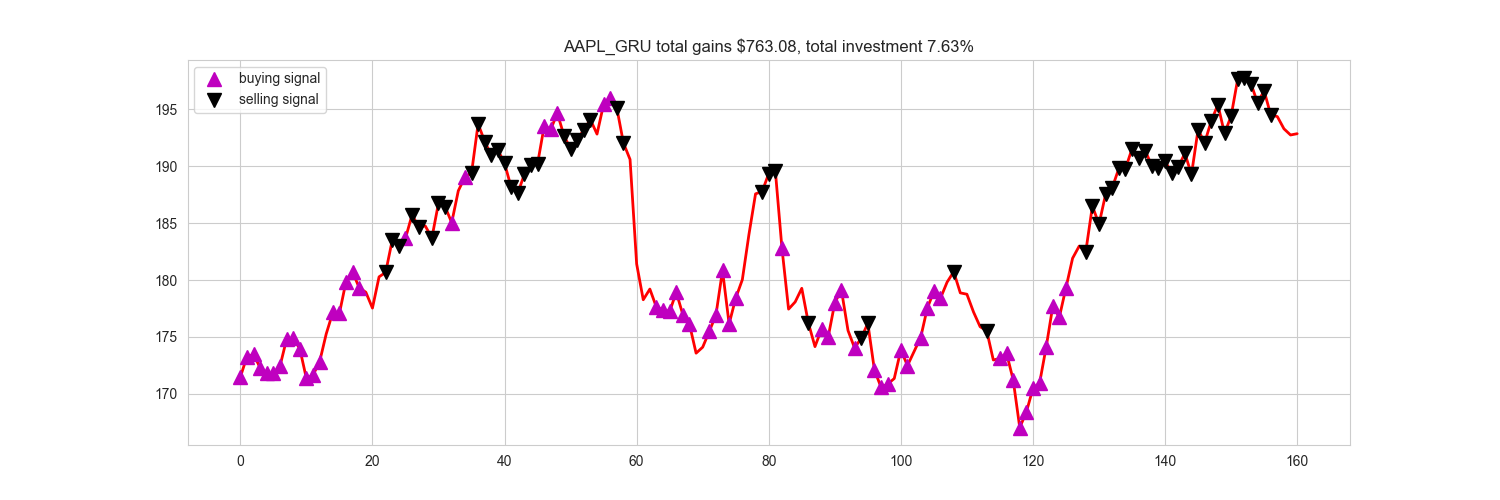 AAPL_GRU total gains $763.08, total investment 7.63%
buying signal
selling signal
195
190
185
180
175
170
0 20 40 60 80 100 120 140 160